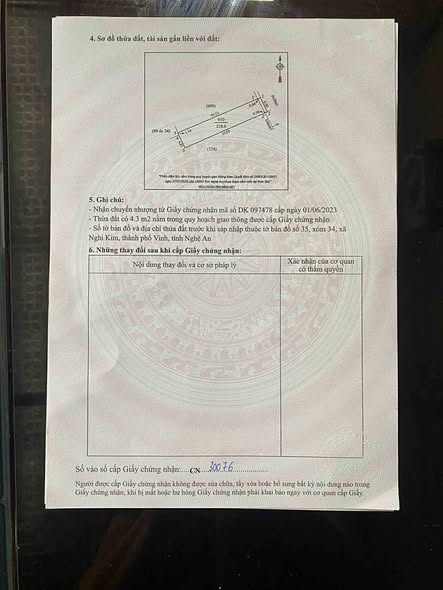 4. Sơ đồ thửa đất, tài sản gắn liền với đất:
610
218.6
(174)
5. Ghi chú:
- Nhận chuyển nhượng từ Giấy chứng nhận mã số DK 097478 cấp ngày 01/06/2023
- Thửa đất có 4.3 m2 nằm trong quy hoạch giao thông được cấp Giấy chứng nhận
- Số tờ bản đồ và địa chỉ thửa đất trước khi sáp nhập thuộc tờ bản đồ số 35, xóm 34, xã
Nghi Kim, thành phố Vinh, tỉnh Nghệ An
6. Những thay đổi sau khi cấp Giấy chứng nhận:
Nội dung thay đổi và cơ sở pháp lý
Xác nhận của cơ quan
có thẩm quyền
Số vào sổ cấp Giấy chứng nhận:....CN...30076....................
Người được cấp Giấy chứng nhận không được sửa chữa, tẩy xóa hoặc bổ sung bất kỳ nội dung nào trong
Giấy chứng nhận; khi bị mất hoặc hư hỏng Giấy chứng nhận phải khai báo ngay với cơ quan cấp Giấy.